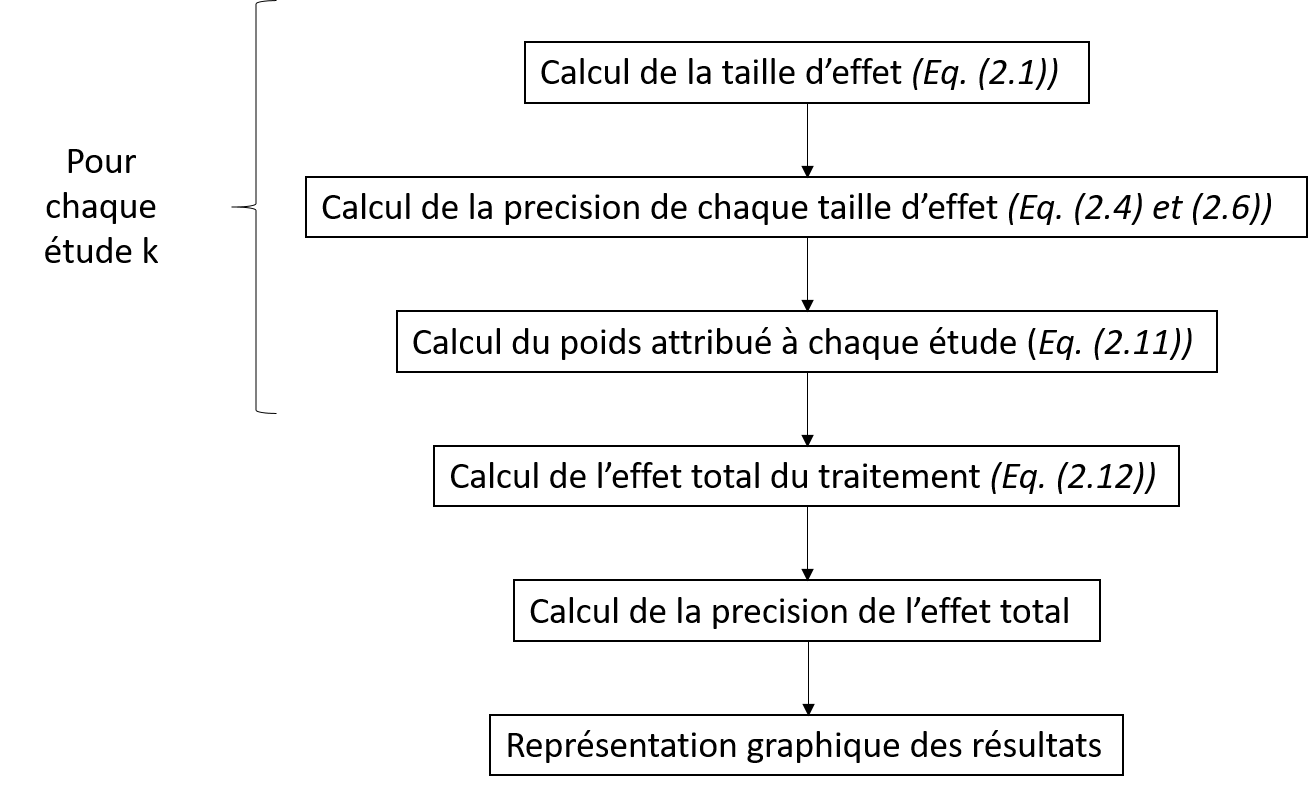 Calcul de la taille d’effet (Eq. (2.1))
Pour
chaque
étude k
Calcul de la precision de chaque taille d’effet (Eq. (2.4) et (2.6))
Calcul du poids attribué à chaque étude (Eq. (2.11))
Calcul de l’effet total du traitement (Eq. (2.12))
Calcul de la precision de l’effet total
Représentation graphique des résultats